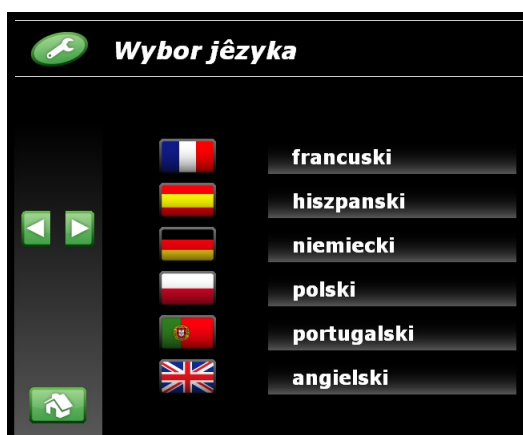 Wybor jêzyka
francuski
hiszpanski
niemiecki
polski
portugalski
angielski